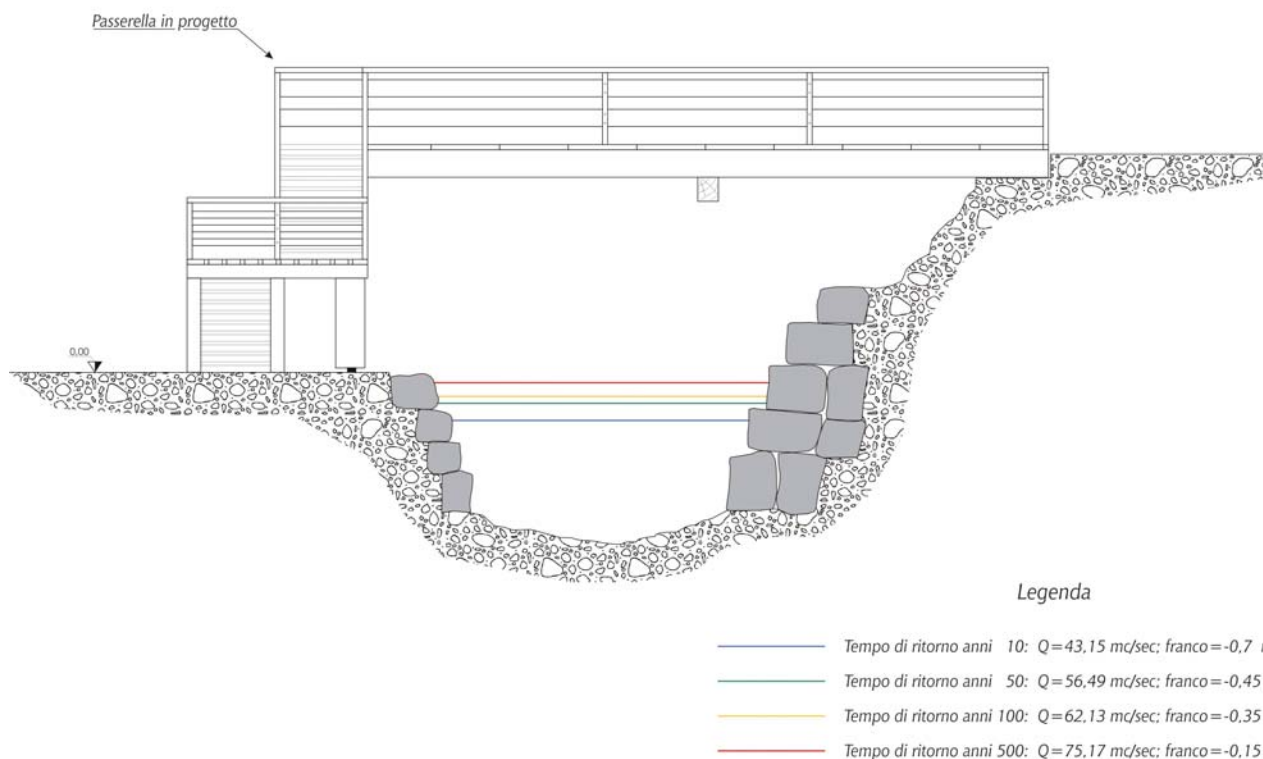 Passerella in progetto
0,00
Legenda
Tempo di ritorno anni 10: Q=43,15 mc/sec; franco=-0,7
Tempo di ritorno anni 50: Q=56,49 mc/sec; franco=-0,45
Tempo di ritorno anni 100: Q=62,13 mc/sec; franco=-0,35
Tempo di ritorno anni 500: Q=75,17 mc/sec; franco=-0,15